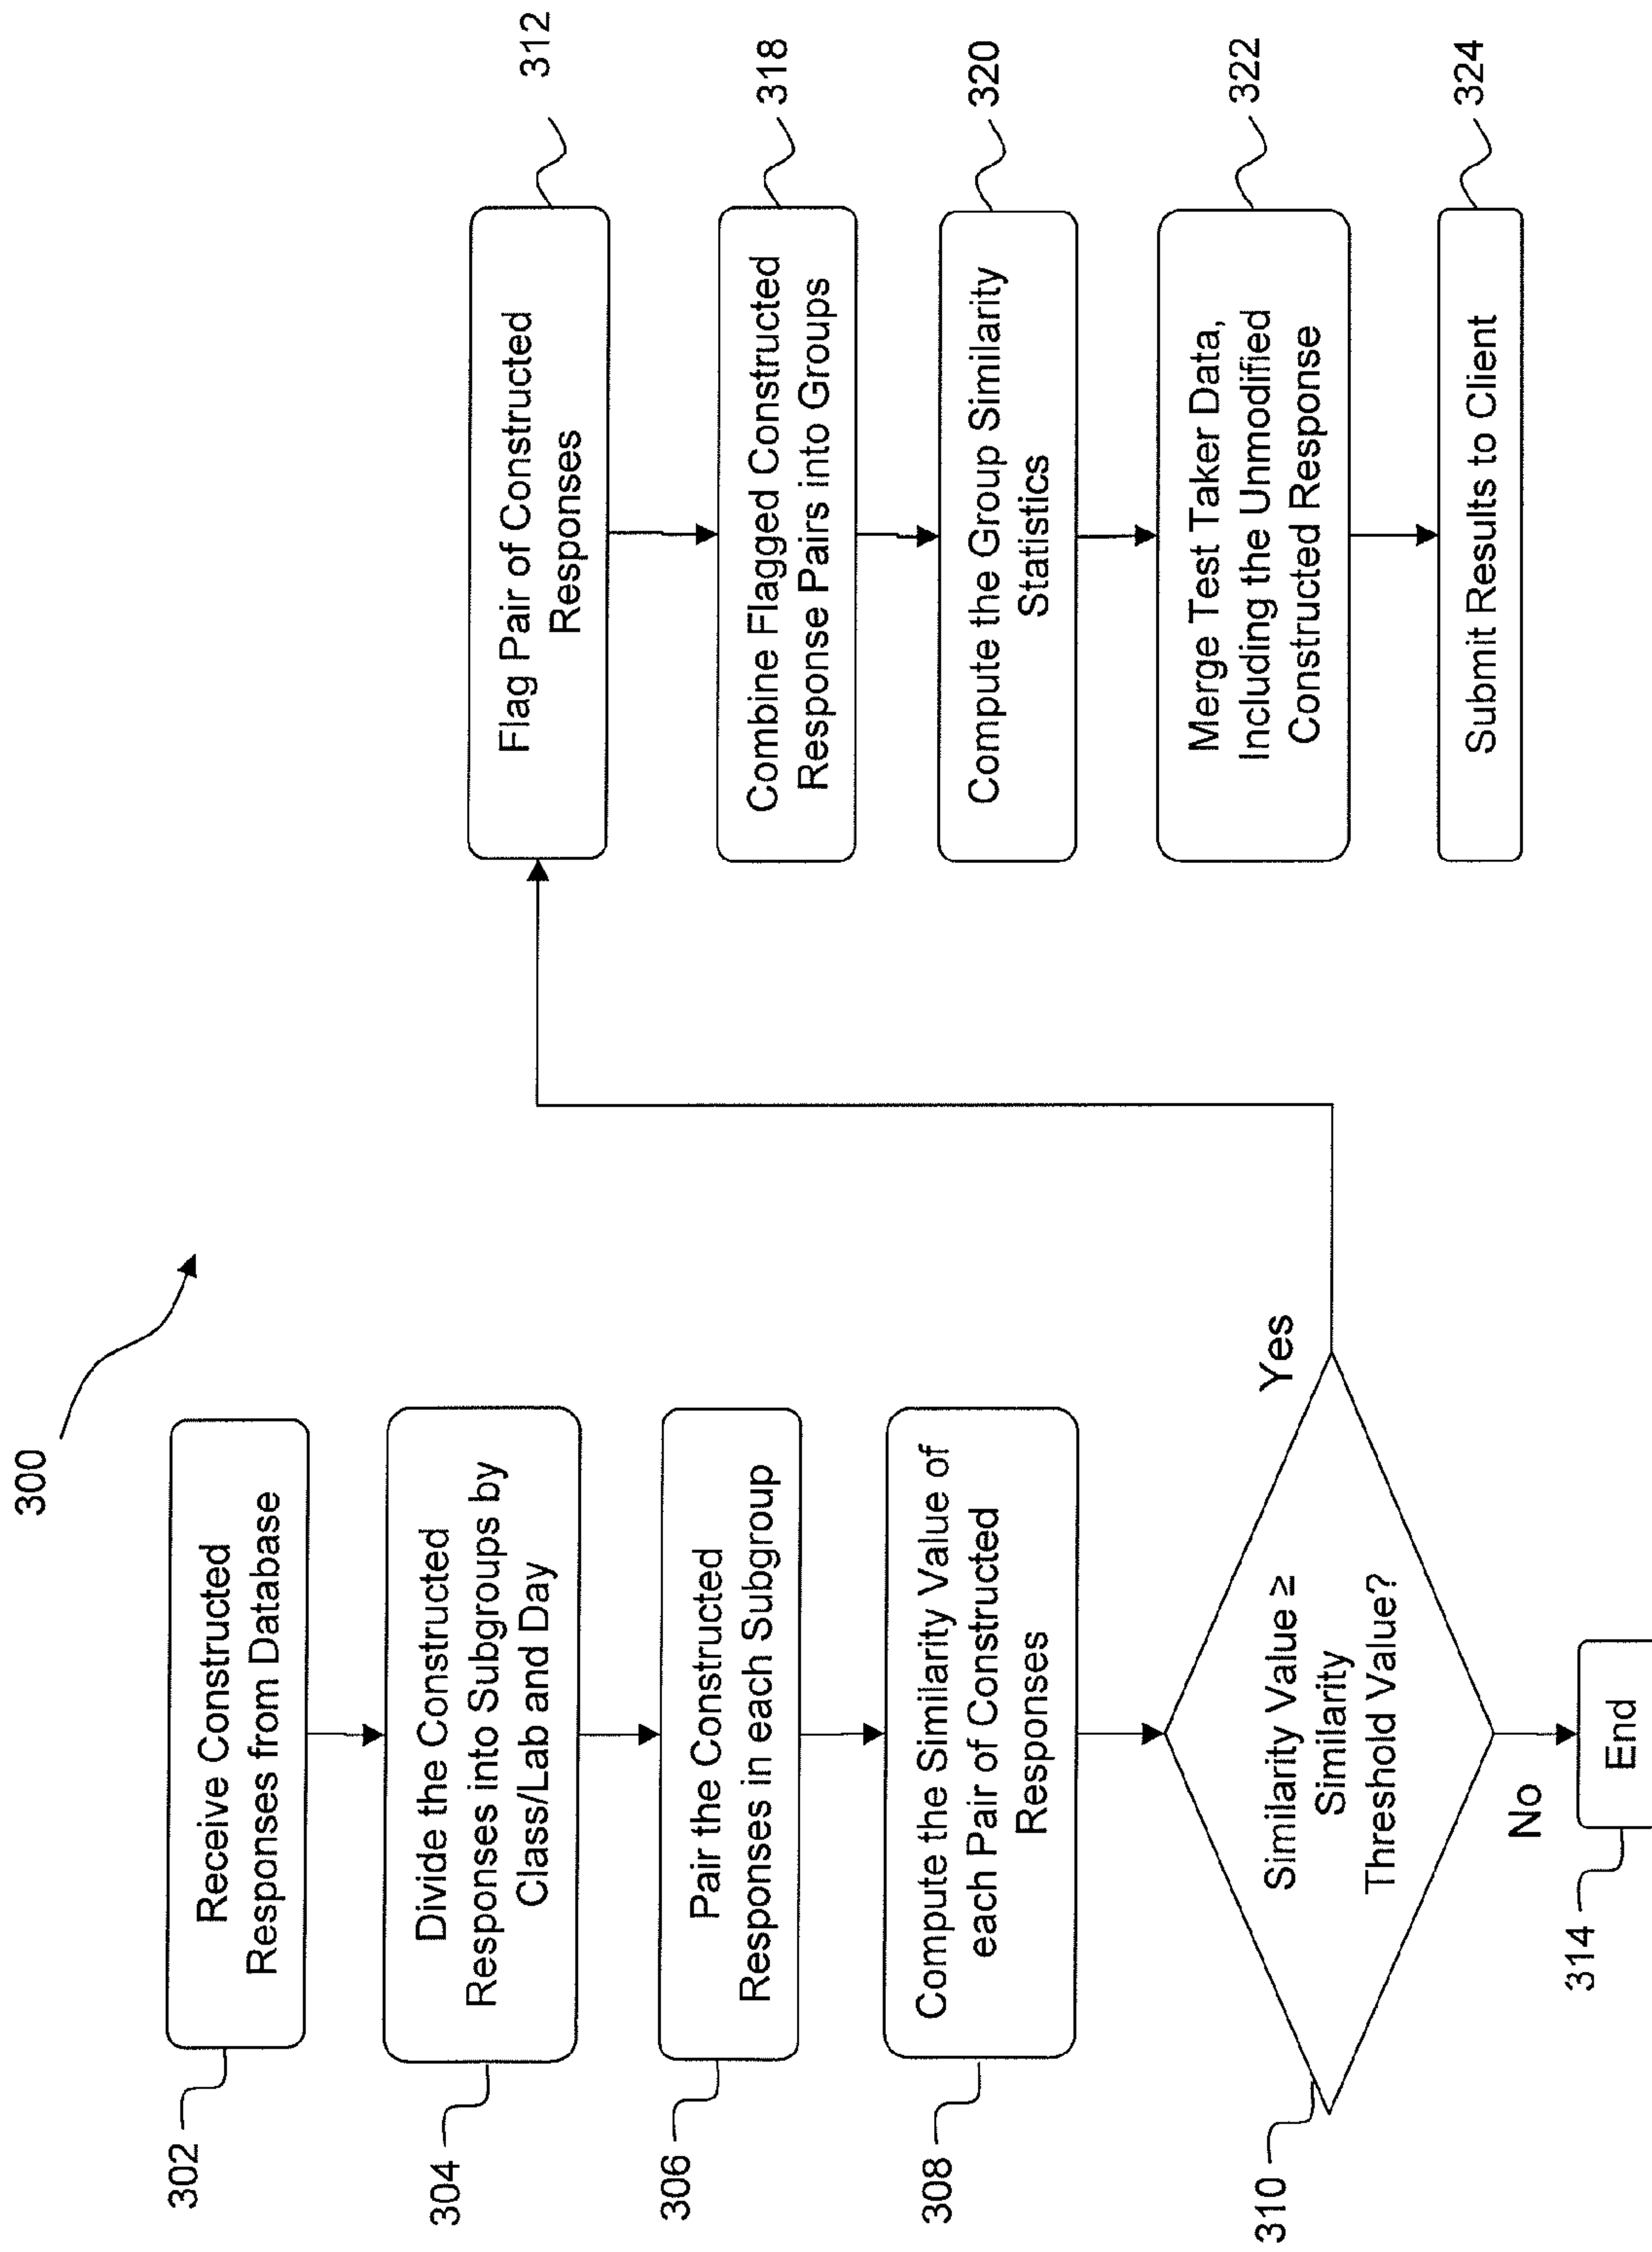 300
302
Receive Constructed
Responses from Database
304
Divide the Constructed
Responses into Subgroups by
Class/Lab and Day
306
Pair the Constructed
Responses in each Subgroup
308
Compute the Similarity Value of
each Pair of Constructed
Responses
310
Similarity Value ≥
Similarity
Threshold Value?
Yes
No
314
End
Flag Pair of Constructed
Responses
312
Combine Flagged Constructed
Response Pairs into Groups
318
Compute the Group Similarity
Statistics
320
Merge Test Taker Data,
Including the Unmodified
Constructed Response
322
Submit Results to Client
324